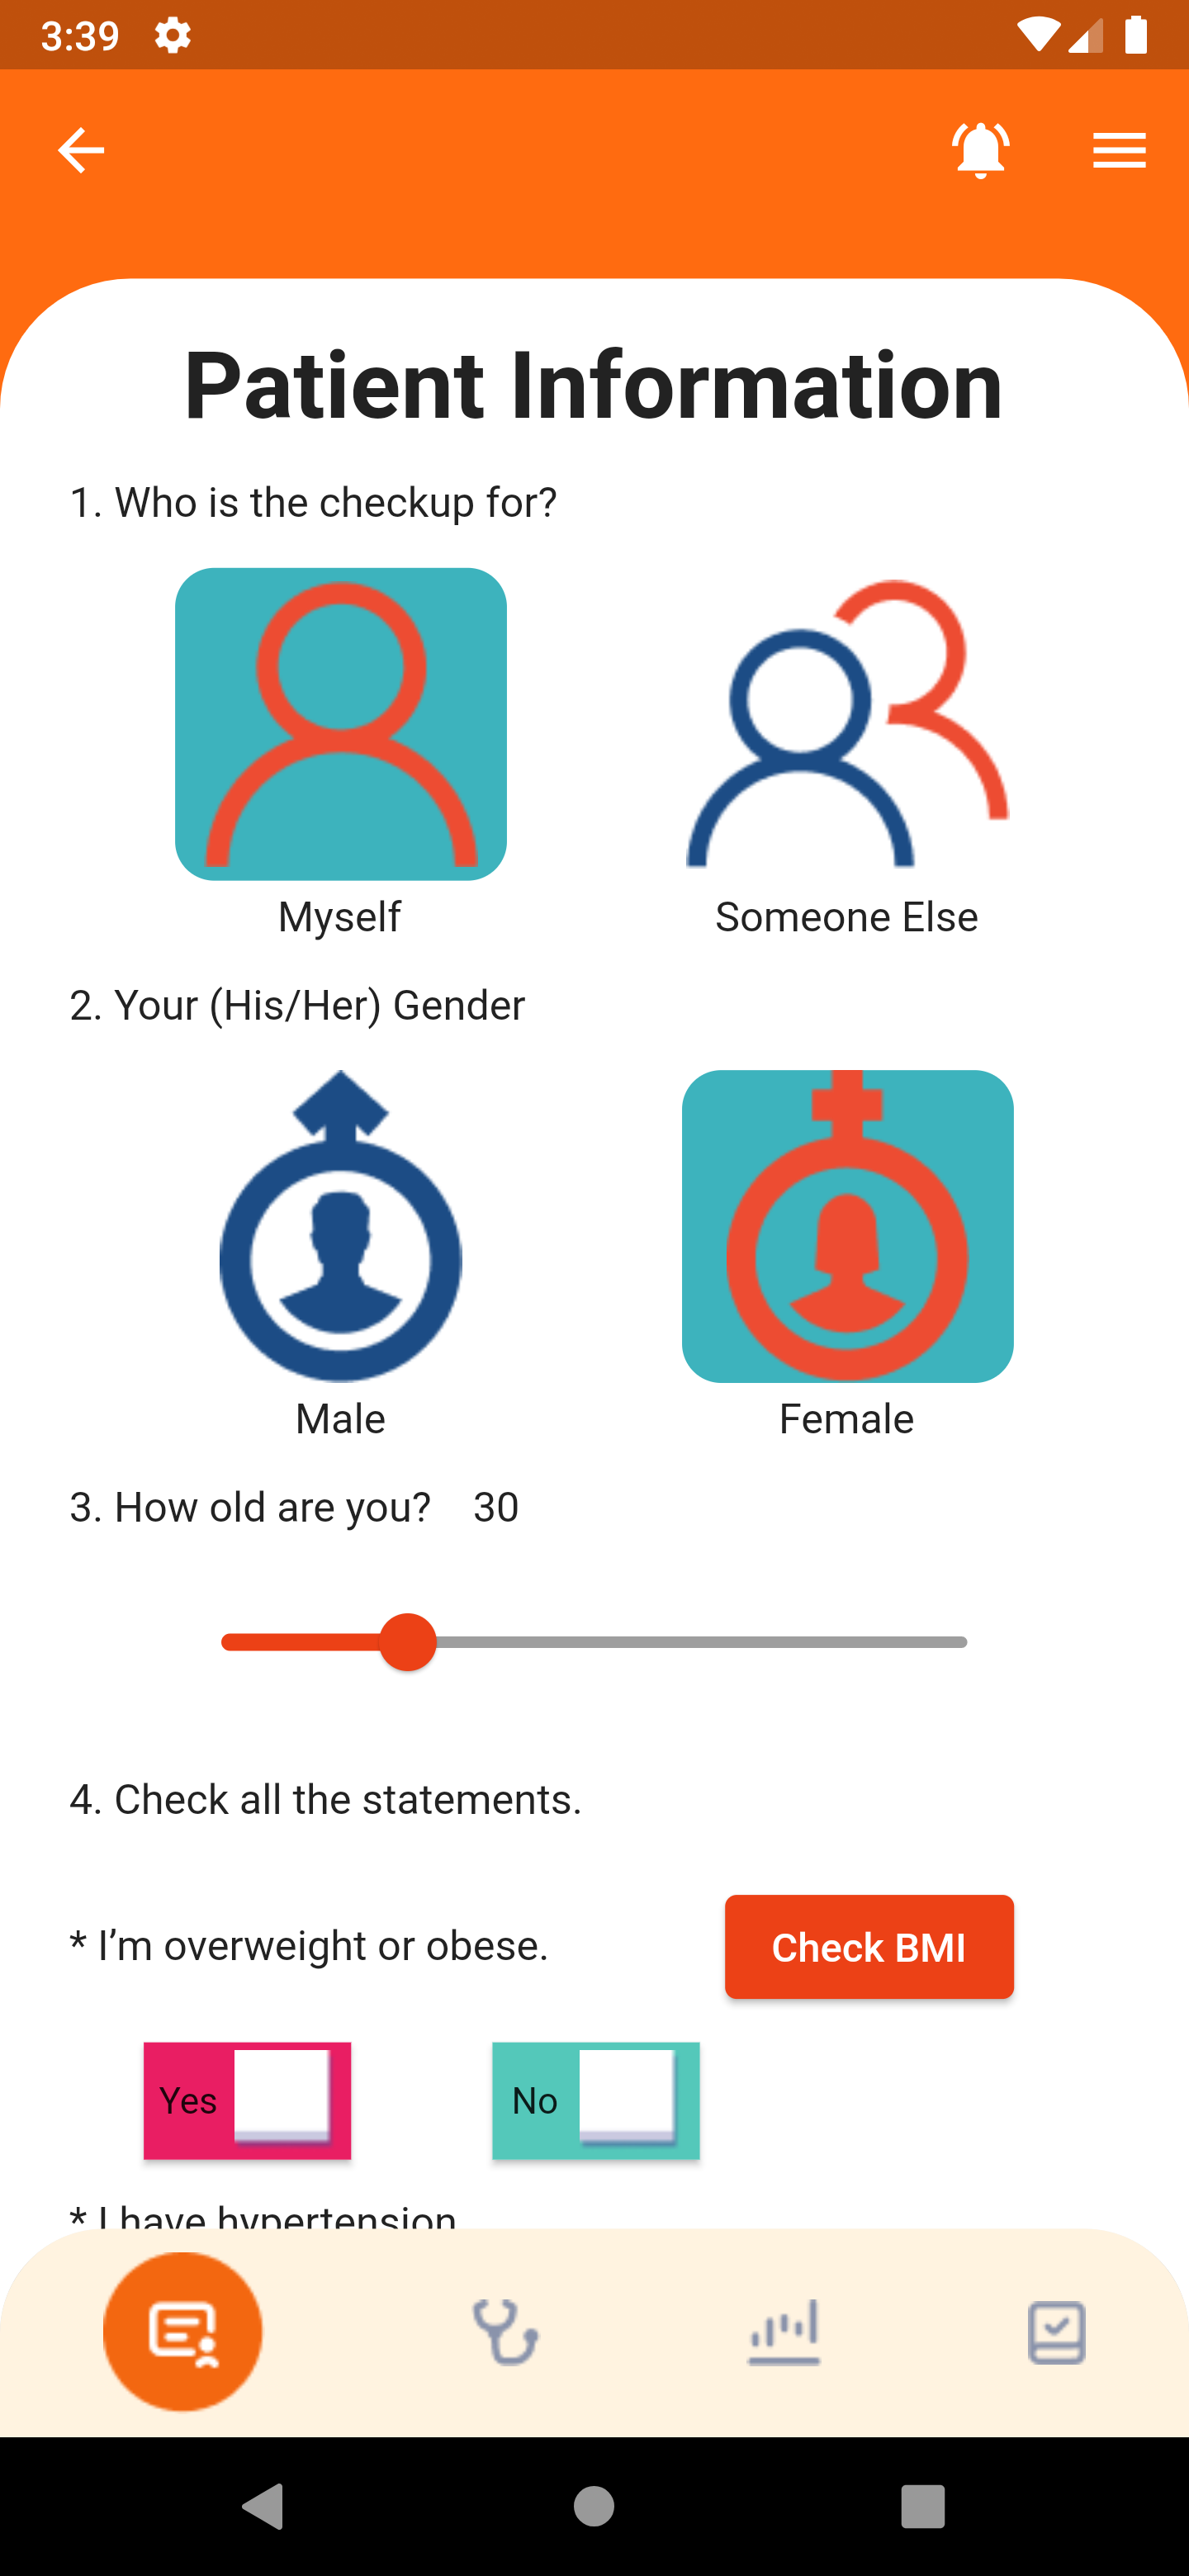 3:39
Patient Information
1. Who is the checkup for?
Myself Someone Else
2. Your (His/Her) Gender
Male Female
3. How old are you? 30
4. Check all the statements.
* I’m overweight or obese. Check BMI
Yes No
* I have hypertension